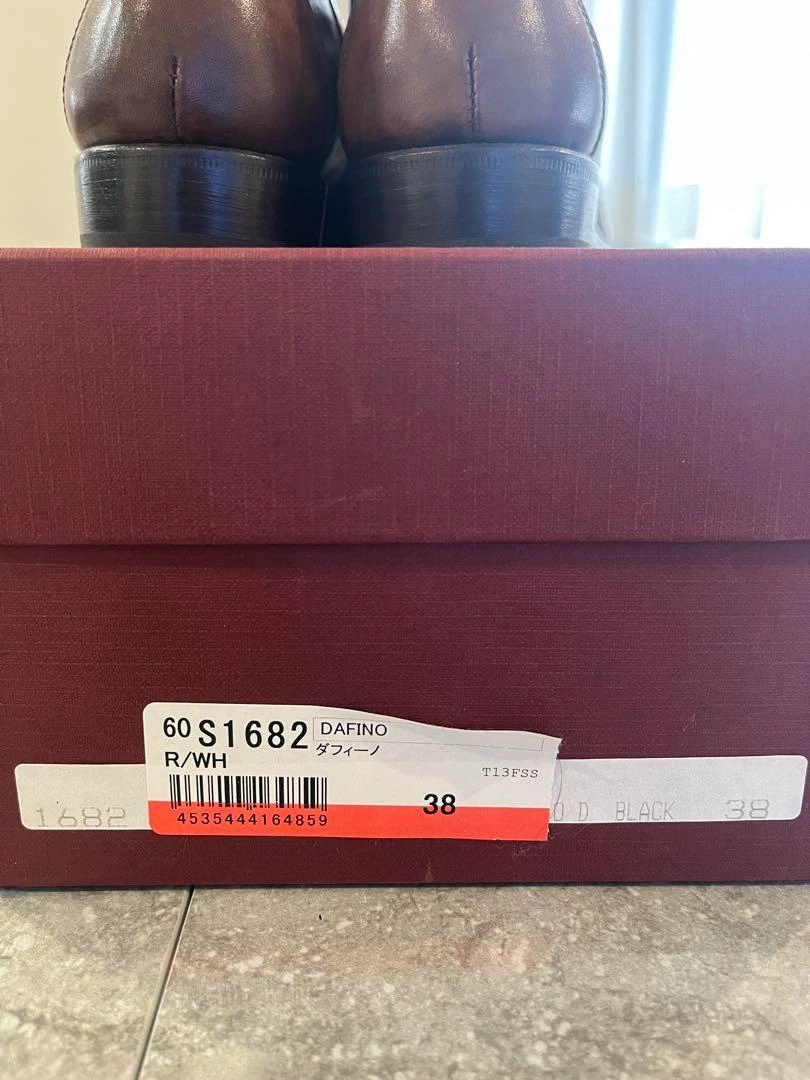 60 S1682 DAFINO
ダフィーノ
R/WH
T13FSS
38
4535444164859
1682
O D BLACK 38